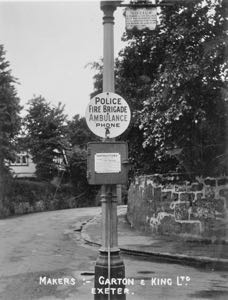 POLICE
FIRE BRIGADE
AMBULANCE
PHONE
MAKERS :- GARTON & KING LTD
EXETER.